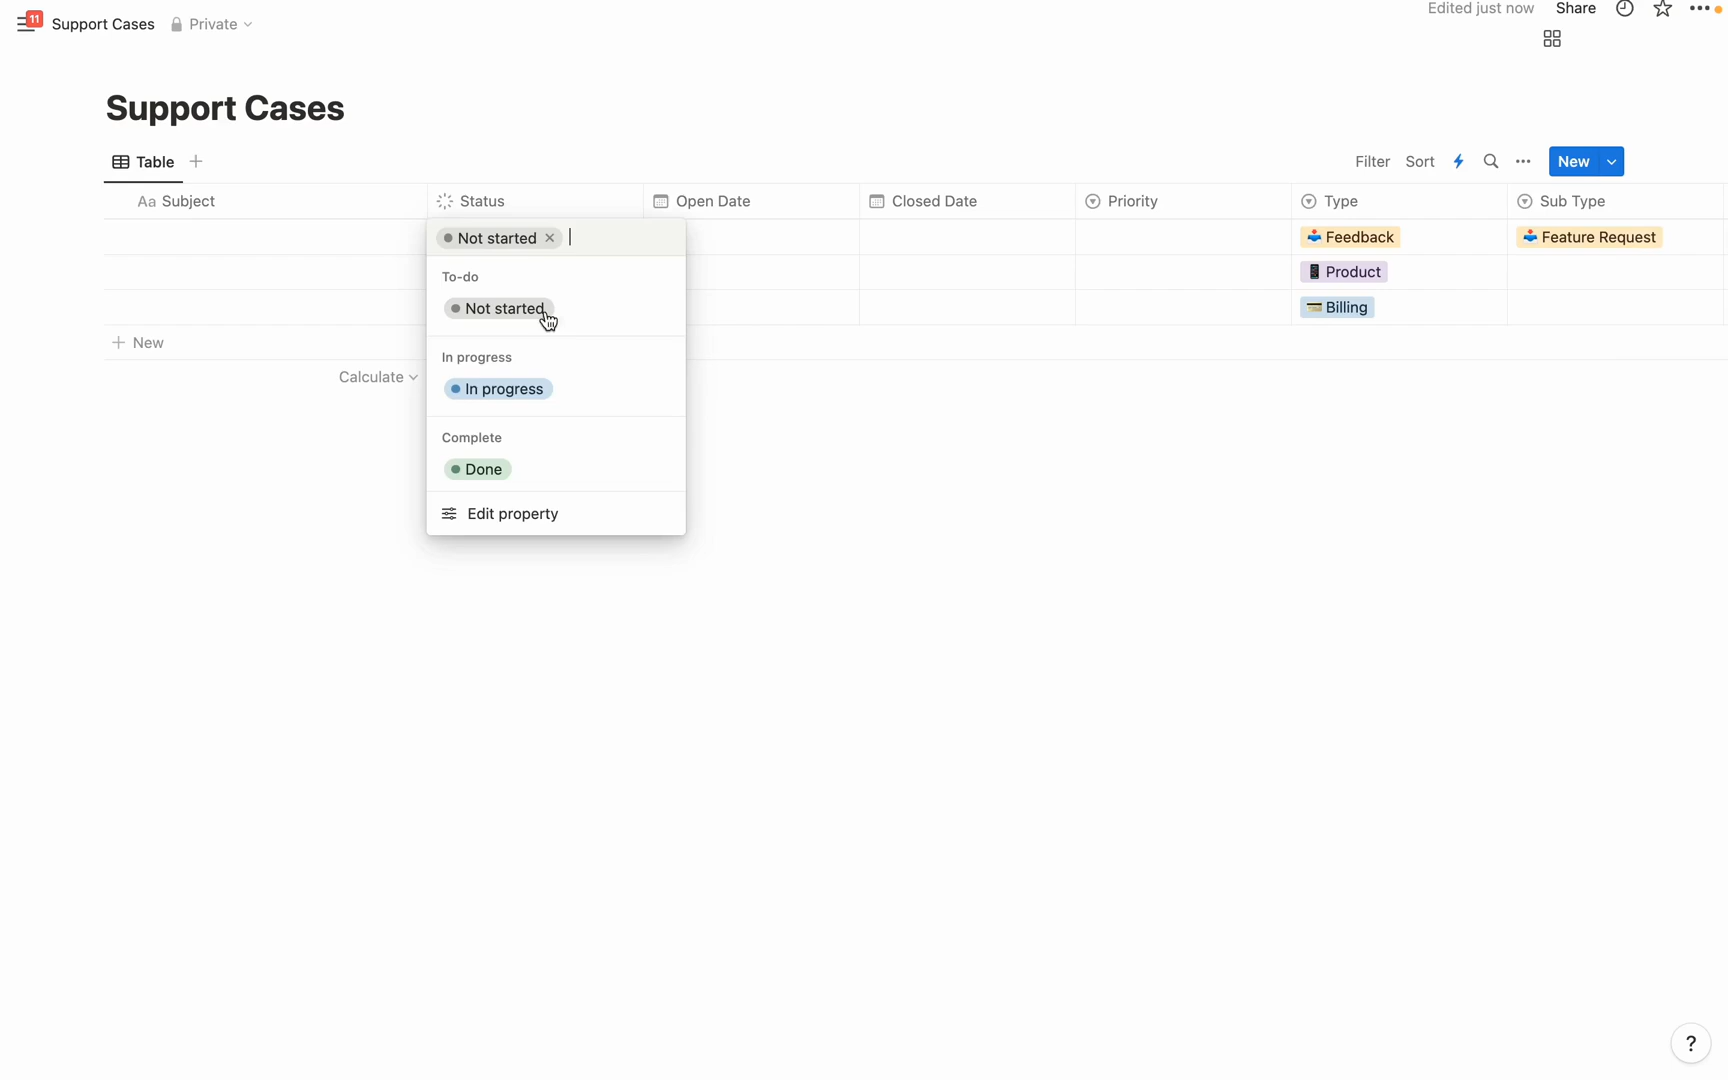 11 Support Cases Private
Edited just now Share
Support Cases
Table
Filter Sort New
Aa Subject Status Open Date Closed Date Priority Type Sub Type
Not started Feedback Feature Request
To-do Product
Not started Billing
New
In progress
Calculate
In progress
Complete
Done
Edit property
?